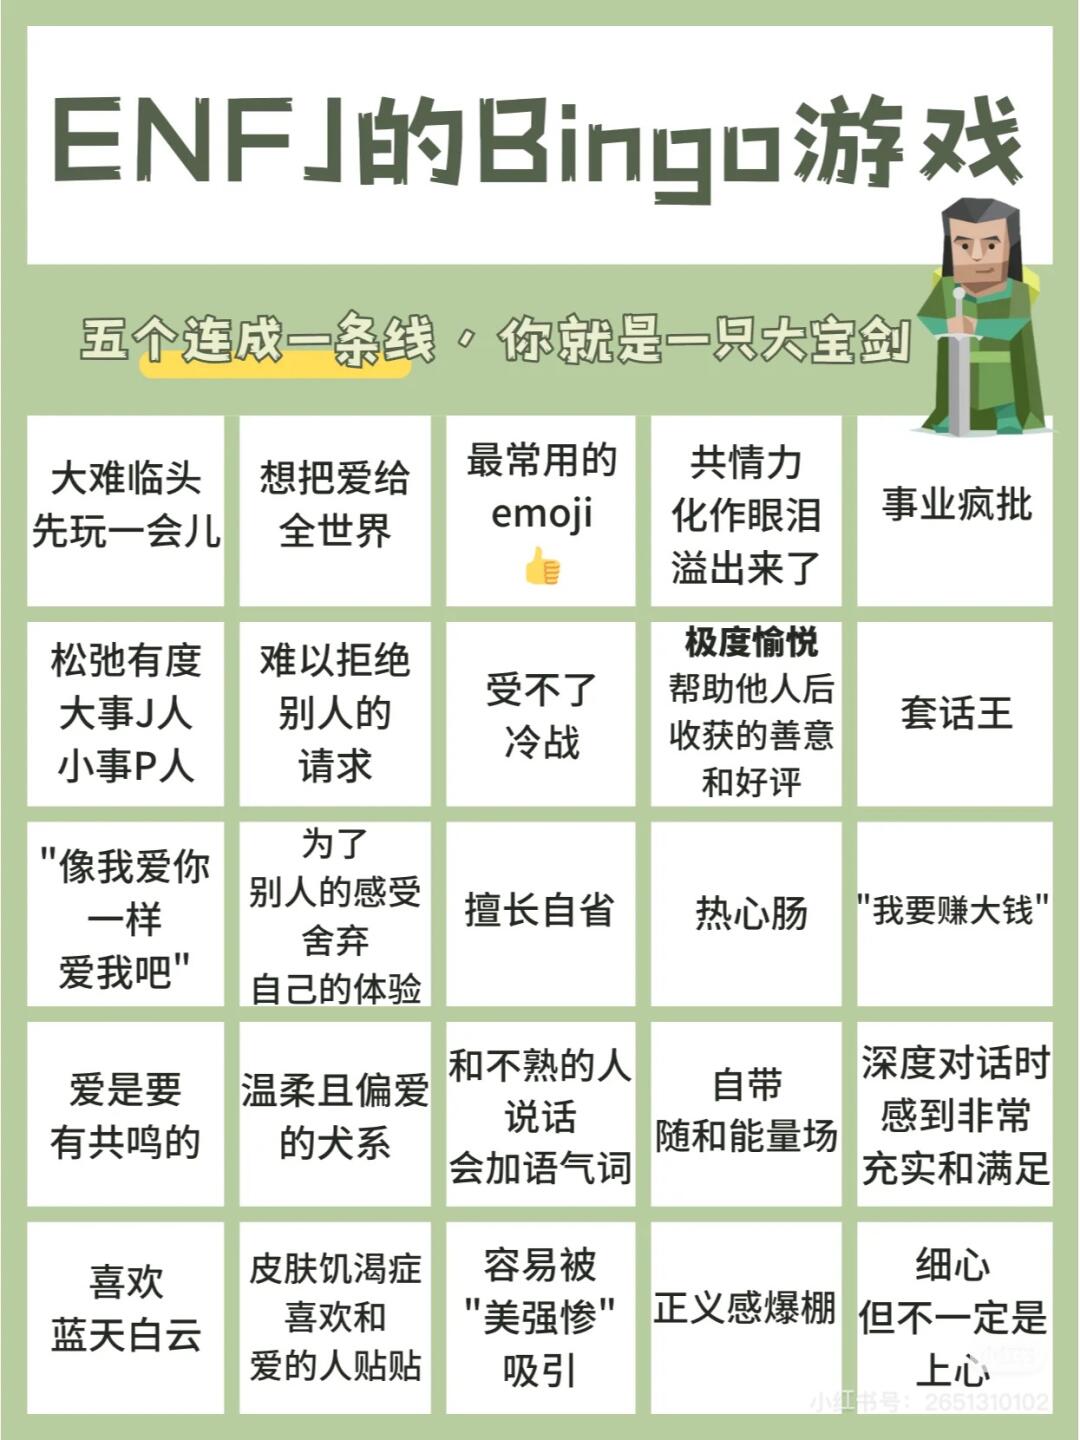 ENFJ的Bingo游戏
五个连成一条线，你就是一只大宝剑
大难临头
先玩一会儿
想把爱给
全世界
最常用的
emoji
👍
共情力
化作眼泪
溢出来了
事业疯批
松弛有度
大事J人
小事P人
难以拒绝
别人的
请求
受不了
冷战
极度愉悦
帮助他人后
收获的善意
和好评
套话王
"像我爱你
一样
爱我吧"
为了
别人的感受
舍弃
自己的体验
擅长自省
热心肠
"我要赚大钱"
爱是要
有共鸣的
温柔且偏爱
的犬系
和不熟的人
说话
会加语气词
自带
随和能量场
深度对话时
感到非常
充实和满足
喜欢
蓝天白云
皮肤饥渴症
喜欢和
爱的人贴贴
容易被
"美强惨"
吸引
正义感爆棚
细心
但不一定是
上心
小红书
小红书号：2651310102